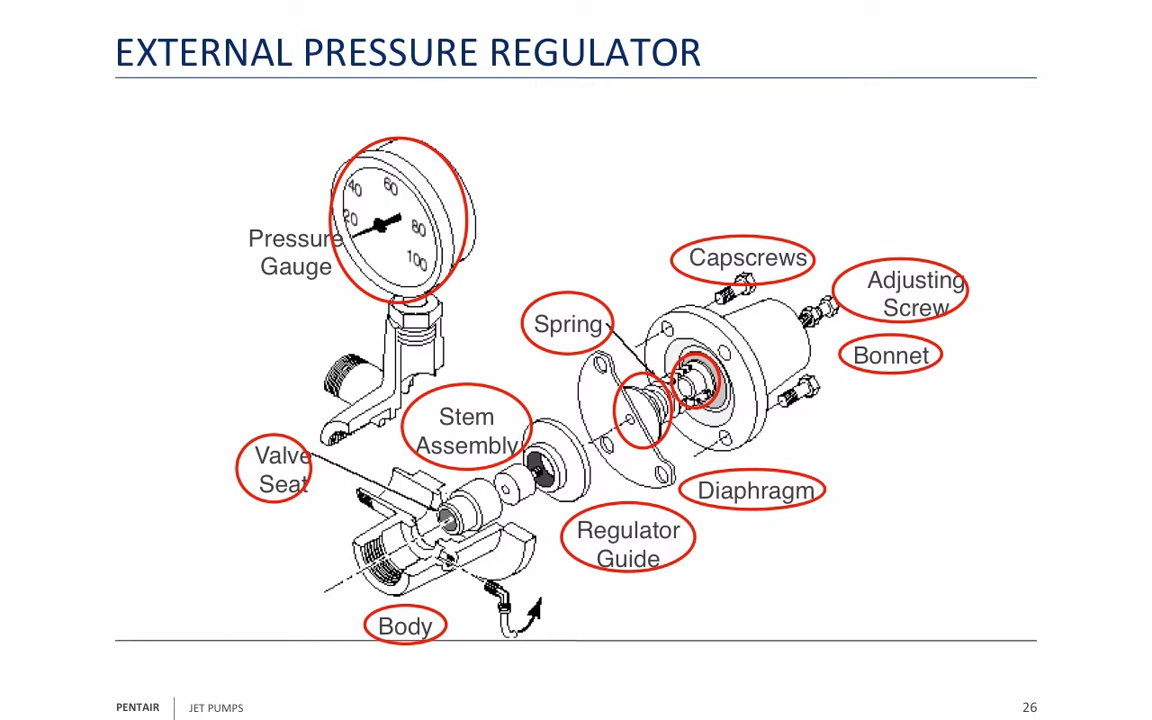 EXTERNAL PRESSURE REGULATOR
40
60
20
80
100
Pressure
Gauge
Capscrews
Adjusting
Screw
Spring
Bonnet
Stem
Assembly
Valve
Seat
Diaphragm
Regulator
Guide
Body
PENTAIR
JET PUMPS
26